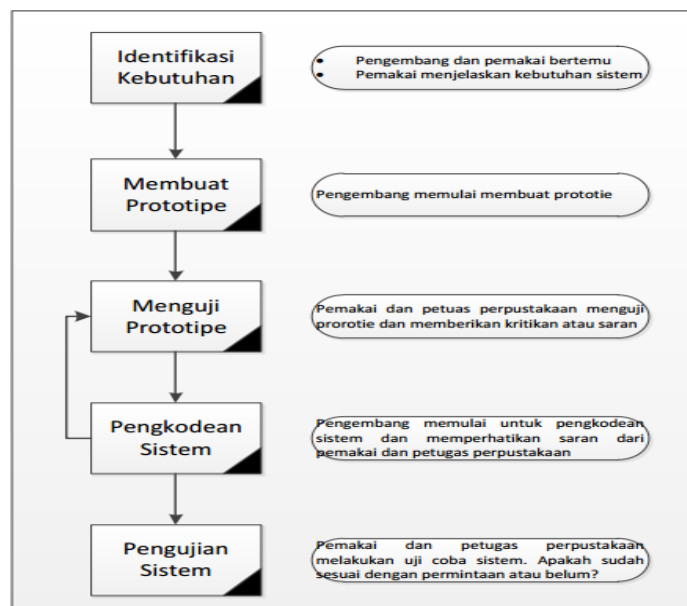 Identifikasi
Kebutuhan
• Pengembang dan pemakai bertemu
• Pemakai menjelaskan kebutuhan sistem
Membuat
Prototipe
Pengembang memulai membuat prototie
Menguji
Prototipe
Pemakai dan petuas perpustakaan menguji
prorotie dan memberikan kritikan atau saran
Pengkodean
Sistem
Pengembang memulai untuk pengkodean
sistem dan memperhatikan saran dari
pemakai dan petugas perpustakaan
Pengujian
Sistem
Pemakai dan petugas perpustakaan
melakukan uji coba sistem. Apakah sudah
sesuai dengan permintaan atau belum?